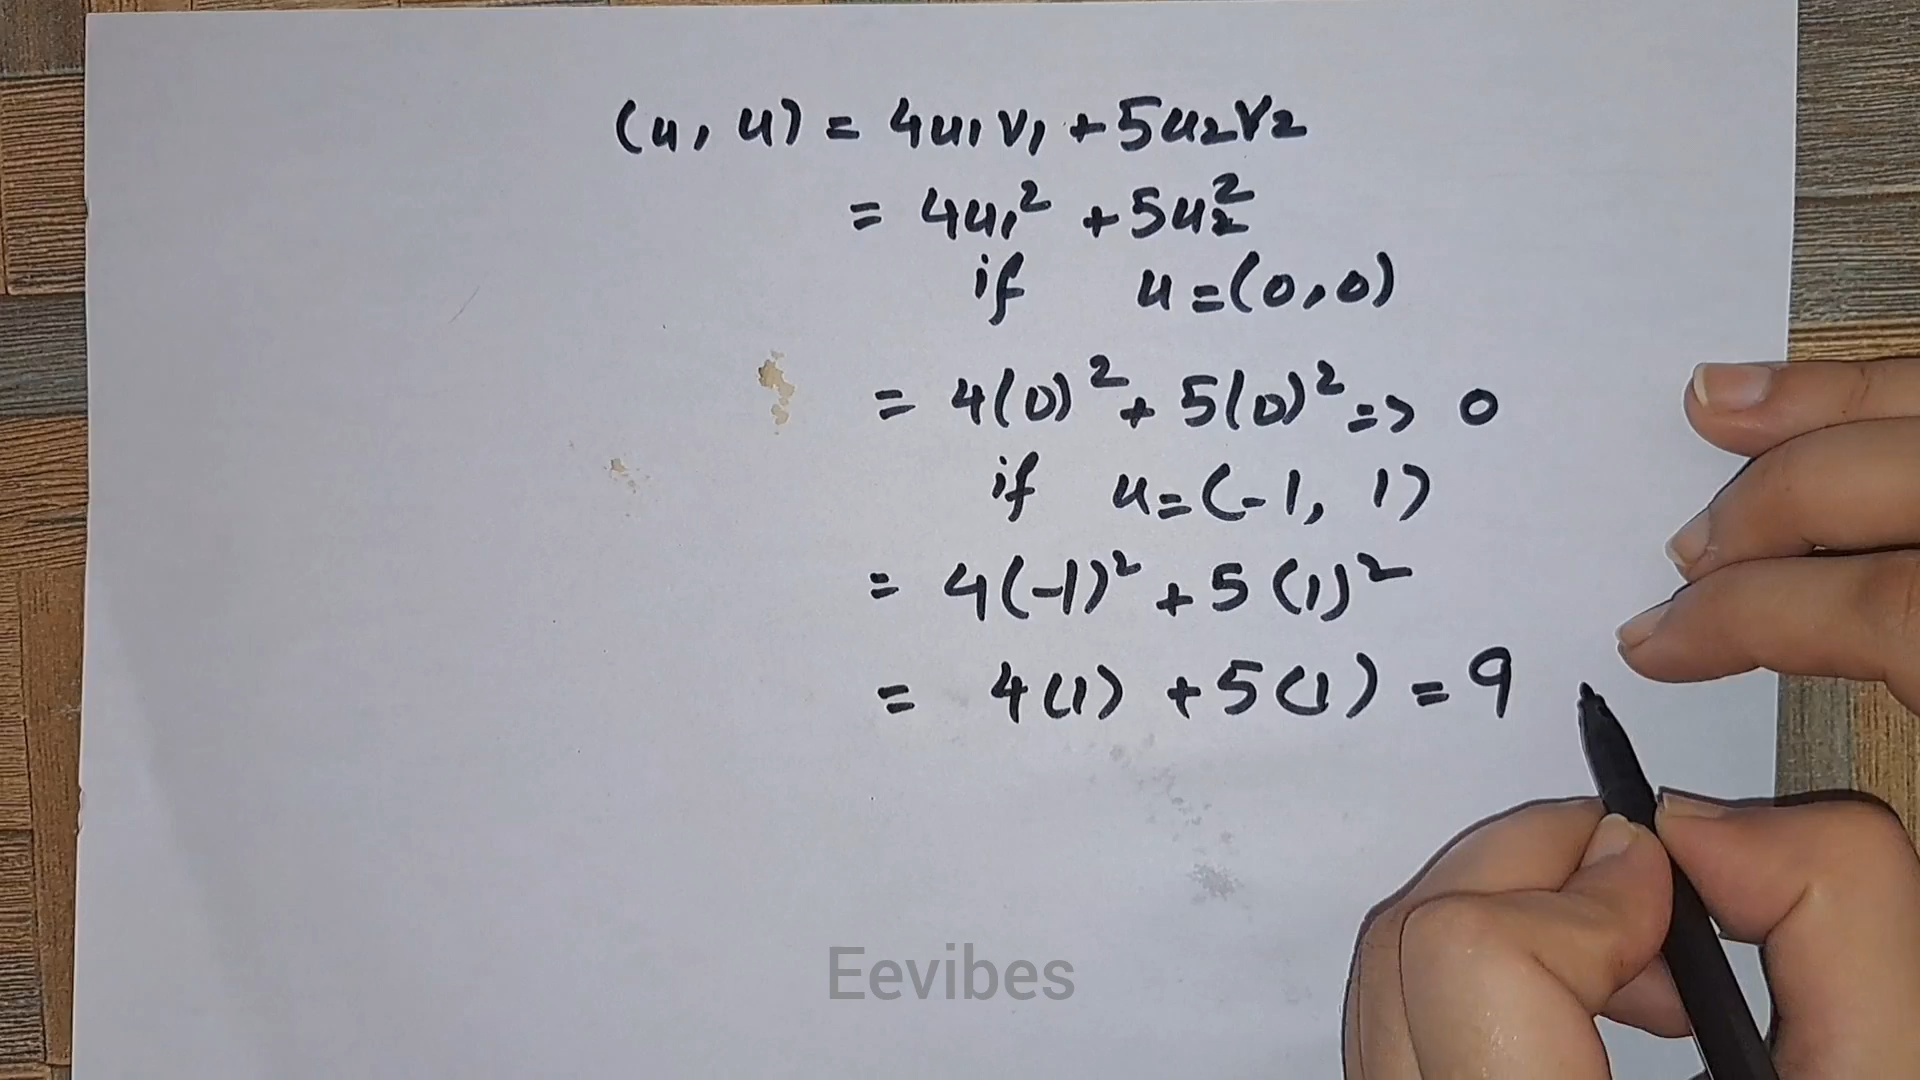 (u, u) = 4u₁v₁ + 5u₂v₂
= 4u₁² + 5u₂²
if u=(0,0)
= 4(0)² + 5(0)² => 0
if u=(-1, 1)
= 4(-1)² + 5(1)²
= 4(1) + 5(1) = 9
Eevibes